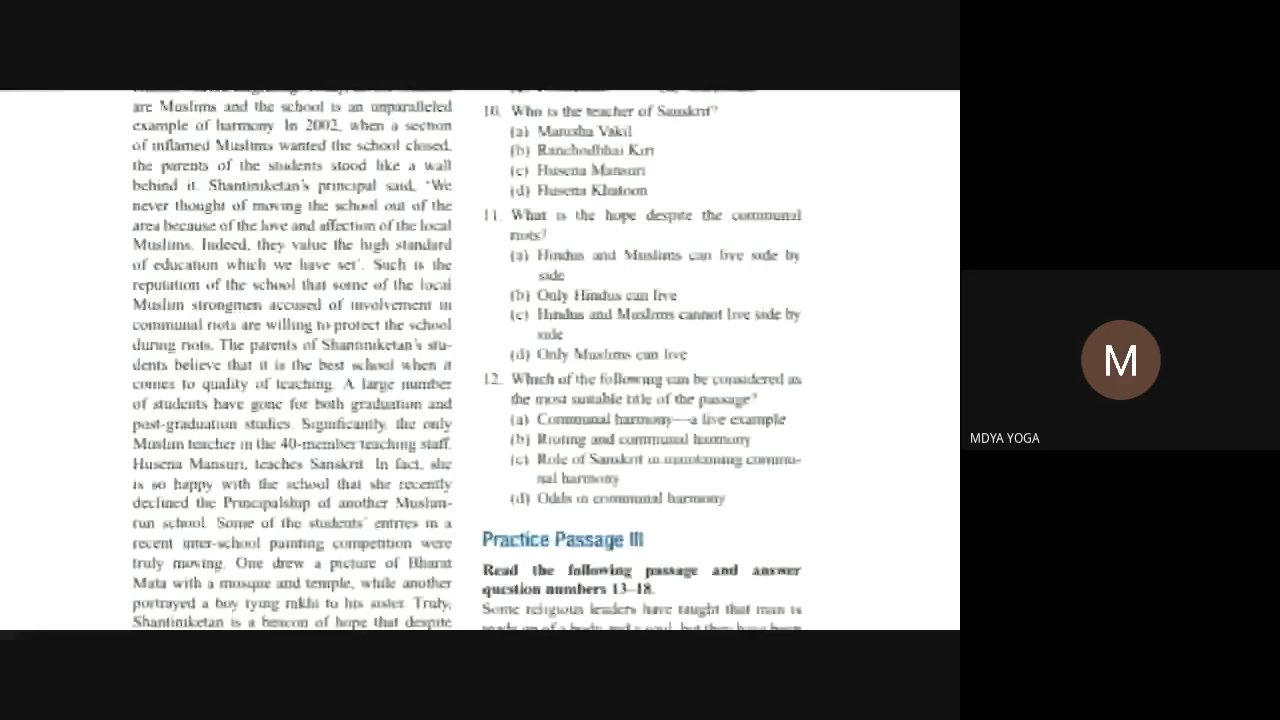 are Muslims and the school is an unparalleled
example of harmony. In 2002, when a section
of inflamed Muslims wanted the school closed,
the parents of the students stood like a wall
behind it. Shantiniketan's principal said, 'We
never thought of moving the school out of the
area because of the love and affection of the local
Muslims. Indeed, they value the high standard
of education which we have set'. Such is the
reputation of the school that some of the local
Muslim strongmen accused of involvement in
communal riots are willing to protect the school
during riots. The parents of Shantiniketan's stu-
dents believe that it is the best school when it
comes to quality of teaching. A large number
of students have gone for both graduation and
post-graduation studies. Significantly, the only
Muslim teacher in the 40-member teaching staff,
Husena Mansuri, teaches Sanskrit. In fact, she
is so happy with the school that she recently
declined the Principalship of another Muslim-
run school. Some of the students' entries in a
recent inter-school painting competition were
truly moving. One drew a picture of Bharat
Mata with a mosque and temple, while another
portrayed a boy tying rakhi to his sister. Truly,
Shantiniketan is a beacon of hope that despite
10. Who is the teacher of Sanskrit?
(a) Manisha Vakil
(b) Ranchodbhai Kiri
(c) Husena Mansuri
(d) Husena Khatoon
11. What is the hope despite the communal
riots?
(a) Hindus and Muslims can live side by
side
(b) Only Hindus can live
(c) Hindus and Muslims cannot live side by
side
(d) Only Muslims can live
12. Which of the following can be considered as
the most suitable title of the passage?
(a) Communal harmony—a live example
(b) Rioting and communal harmony
(c) Role of Sanskrit in maintaining commu-
nal harmony
(d) Odds in communal harmony
Practice Passage III
Read the following passage and answer
question numbers 13–18.
Some religious leaders have taught that man is
made up of a body and a soul, but they have been
M
MDYA YOGA